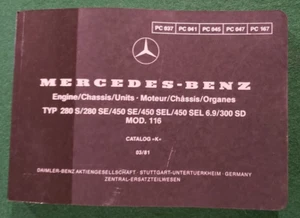 PC 037 PC 041 PC 045 PC 047 PC 167
MERCEDES-BENZ
Engine/Chassis/Units · Moteur/Châssis/Organes
TYP 280 S/280 SE/450 SE/450 SEL/450 SEL 6.9/300 SD
MOD. 116
CATALOG -K-
03/81
DAIMLER-BENZ AKTIENGESELLSCHAFT · STUTTGART-UNTERTUERKHEIM · GERMANY
ZENTRAL-ERSATZTEILWESEN